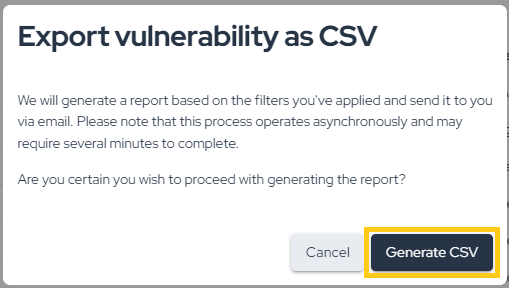 Export vulnerability as CSV
We will generate a report based on the filters you've applied and send it to you
via email. Please note that this process operates asynchronously and may
require several minutes to complete.
Are you certain you wish to proceed with generating the report?
Cancel
Generate CSV